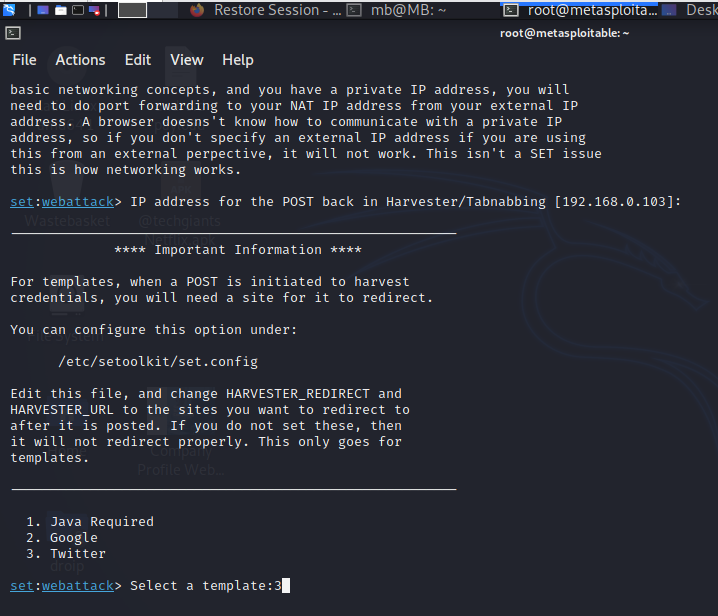 Restore Session - ...
mb@MB: ~
root@metasploita...
Desk
root@metasploitable: ~
File Actions Edit View Help
basic networking concepts, and you have a private IP address, you will
need to do port forwarding to your NAT IP address from your external IP
address. A browser doesns't know how to communicate with a private IP
address, so if you don't specify an external IP address if you are using
this from an external perpective, it will not work. This isn't a SET issue
this is how networking works.
set:webattack> IP address for the POST back in Harvester/Tabnabbing [192.168.0.103]:
Wastebasket
@techgiants
**** Important Information ****
For templates, when a POST is initiated to harvest
credentials, you will need a site for it to redirect.
You can configure this option under:
File System
/etc/setoolkit/set.config
Edit this file, and change HARVESTER_REDIRECT and
HARVESTER_URL to the sites you want to redirect to
after it is posted. If you do not set these, then
it will not redirect properly. This only goes for
templates.
Company
Profile Web...
1. Java Required
2. Google
3. Twitter
droip
set:webattack> Select a template:3